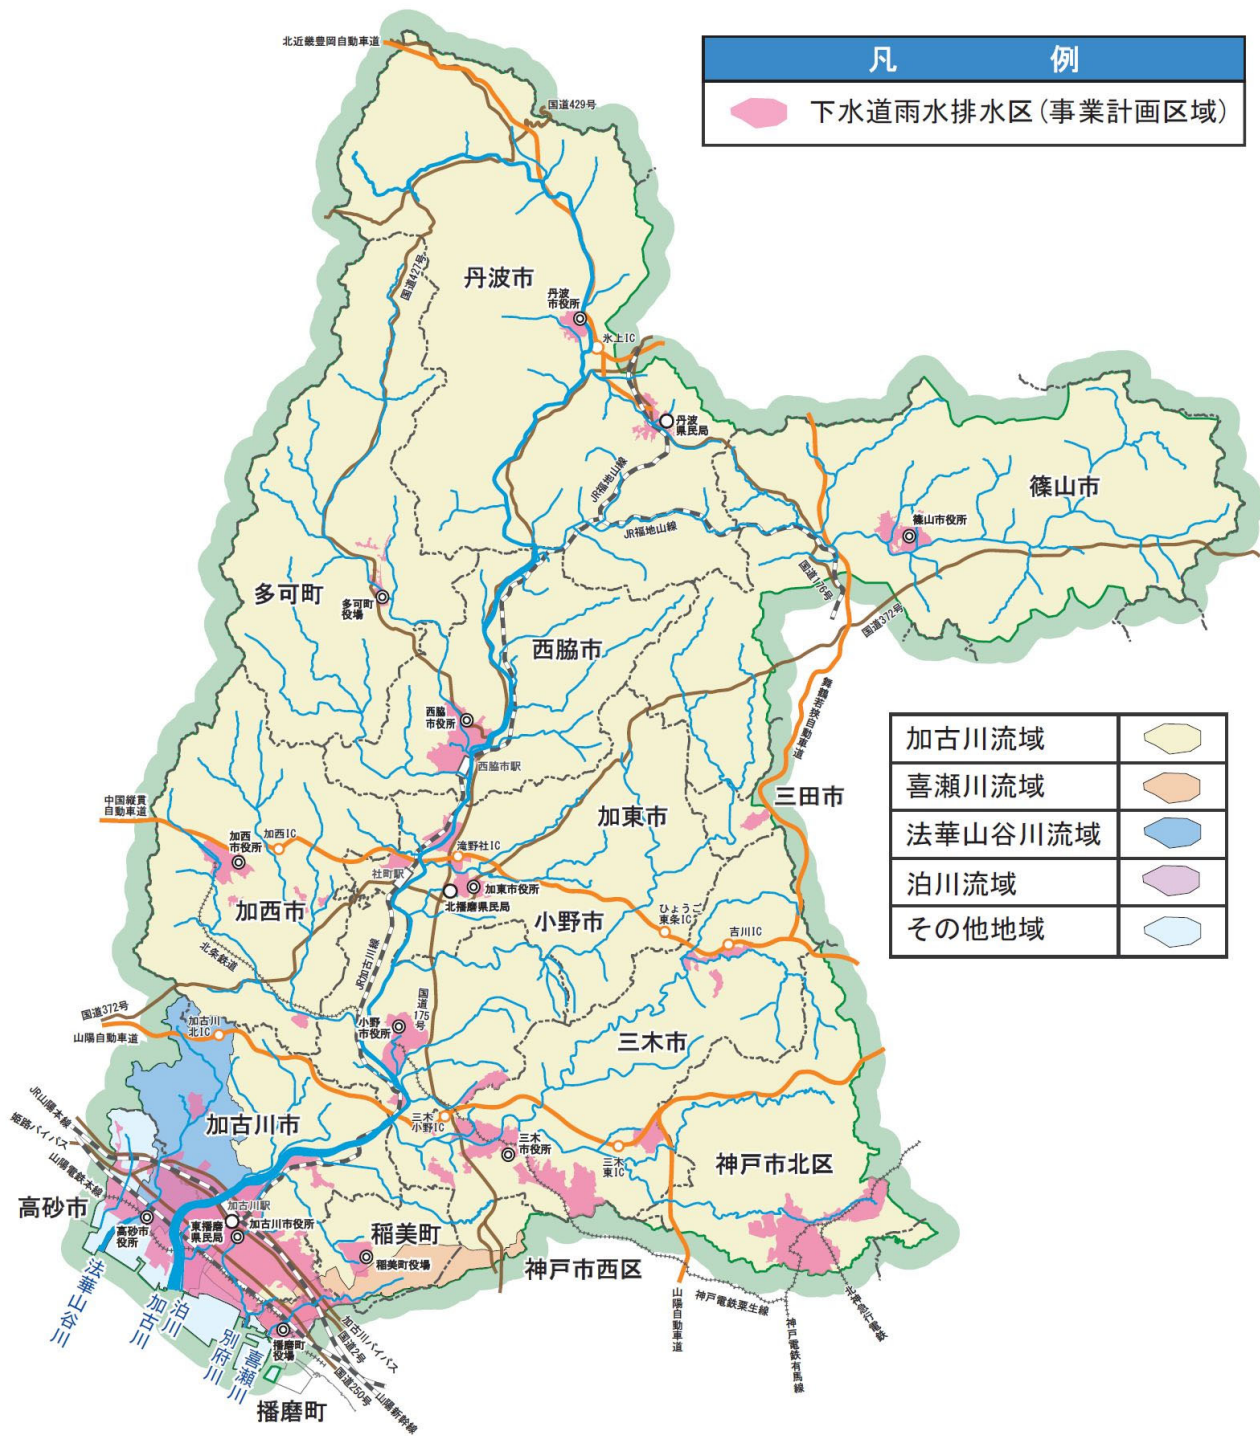 北近畿豊岡自動車道
凡 例
下水道雨水排水区(事業計画区域)
国道429号
国道427号
丹波市
丹波
市役所
氷上IC
丹波
県民局
JR福知山線
JR福知山線
篠山市
篠山市役所
国道176号
国道372号
多可町
多可町
役場
西脇市
西脇
市役所
西脇市駅
舞鶴若狭自動車道
加古川流域
喜瀬川流域
法華山谷川流域
泊川流域
その他地域
三田市
中国縦貫
自動車道
加西
市役所
加西IC
加東市
滝野社IC
社町駅
加東市役所
北播磨県民局
加西市
小野市
ひょうご
東条IC
吉川IC
北条鉄道
JR加古川線
国道175号
国道372号
山陽自動車道
加古川
北IC
小野
市役所
三木市
JR山陽本線
姫路バイパス
山陽電鉄本線
加古川市
三木
小野IC
三木
市役所
三木
東IC
神戸市北区
高砂市
高砂市
役所
加古川駅
東播磨
県民局
加古川市役所
稲美町
稲美町役場
神戸市西区
法華山谷川
加古川
泊川
別府川
喜瀬川
播磨町
役場
播磨町
加古川バイパス
国道2号
国道250号
山陽新幹線
山陽自動車道
神戸電鉄粟生線
神戸電鉄有馬線
北神急行電鉄